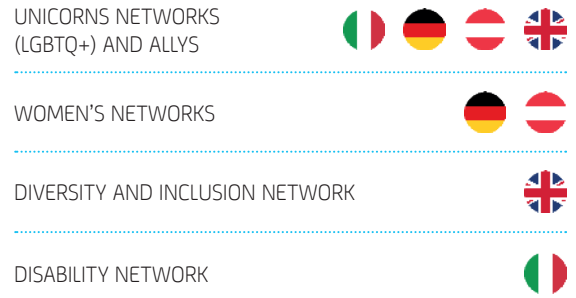 UNICORNS NETWORKS
(LGBTQ+) AND ALLYS
WOMEN'S NETWORKS
DIVERSITY AND INCLUSION NETWORK
DISABILITY NETWORK